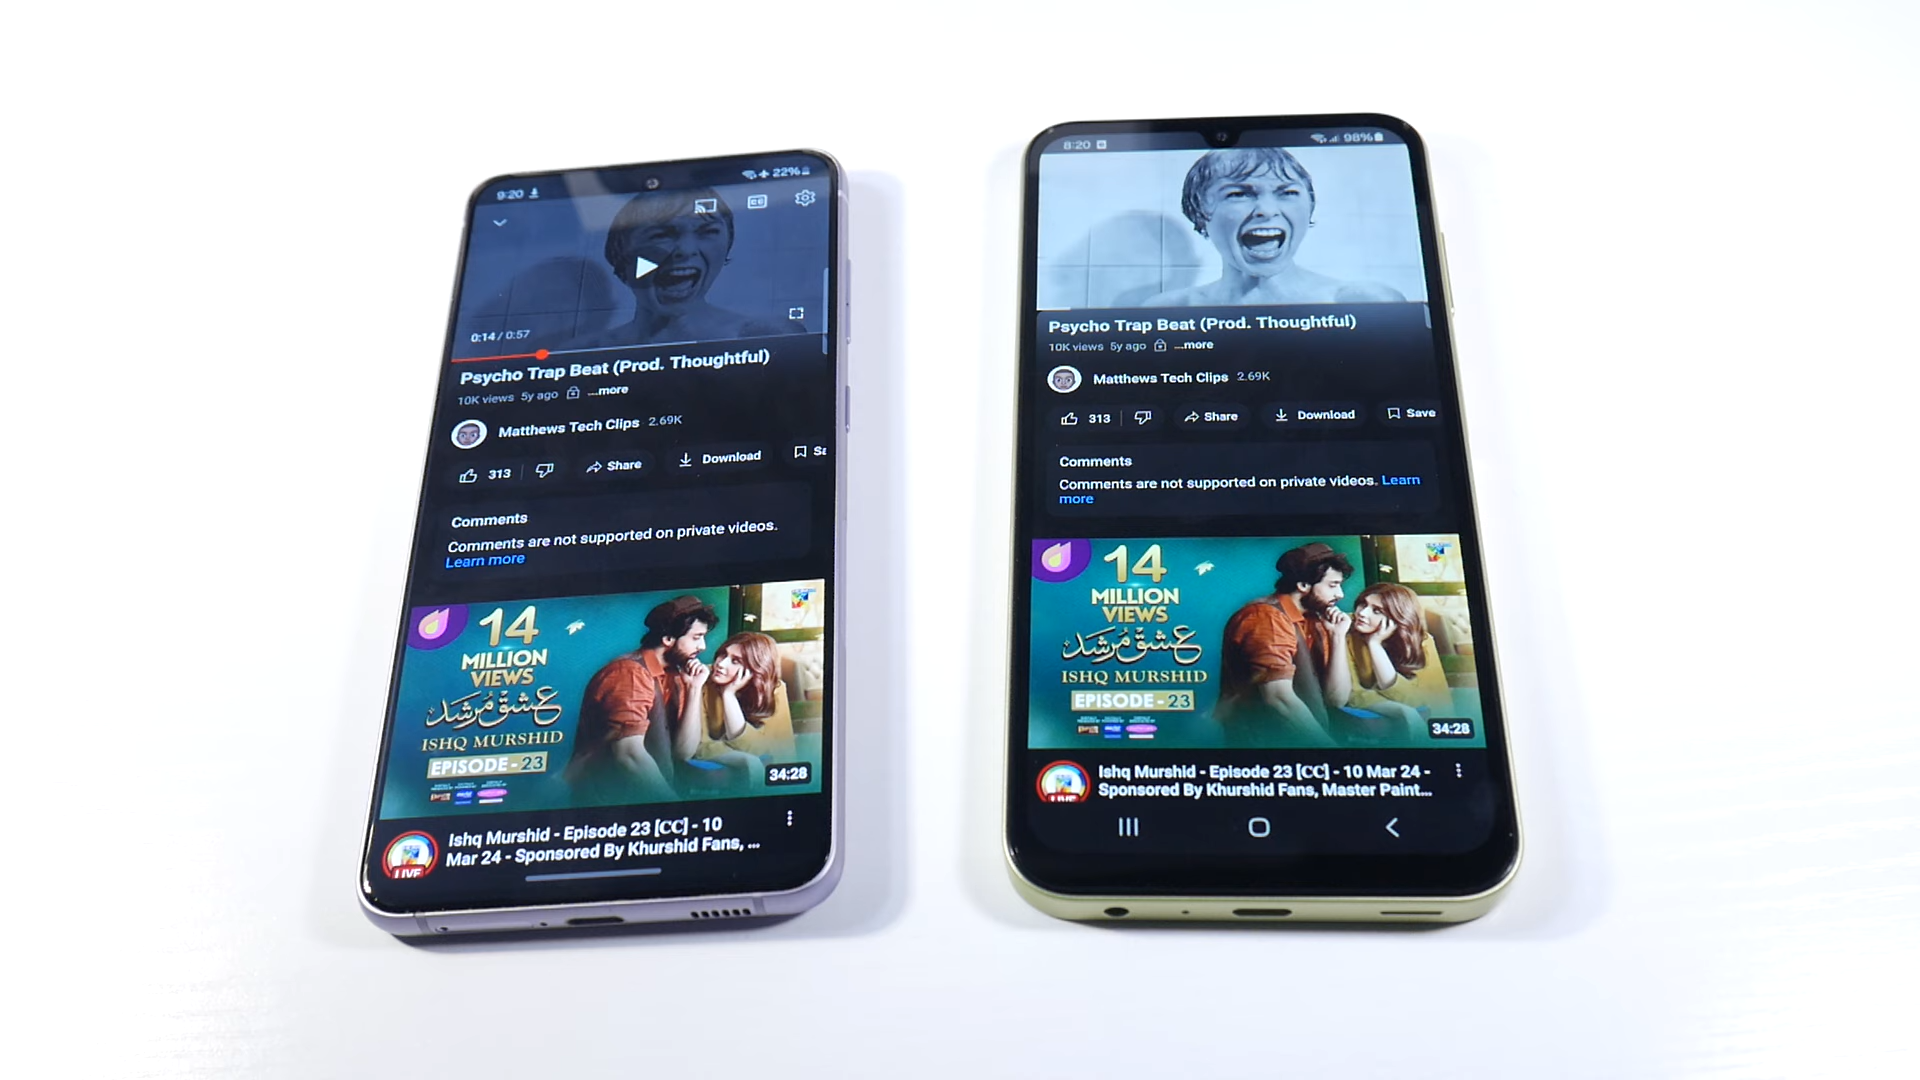 9:20
22%
CC
0:14 / 0:57
Psycho Trap Beat (Prod. Thoughtful)
10K views 5y ago ...more
Matthews Tech Clips 2.69K
313 Share Download Sa
Comments
Comments are not supported on private videos.
Learn more
14
MILLION
VIEWS
عشق مرشد
ISHQ MURSHID
EPISODE - 23
34:28
Ishq Murshid - Episode 23 [CC] - 10
Mar 24 - Sponsored By Khurshid Fans, ...
LIVE
8:20
98%
Psycho Trap Beat (Prod. Thoughtful)
10K views 5y ago ...more
Matthews Tech Clips 2.69K
313 Share Download Save
Comments
Comments are not supported on private videos. Learn
more
14
MILLION
VIEWS
عشق مرشد
ISHQ MURSHID
EPISODE - 23
34:28
Ishq Murshid - Episode 23 [CC] - 10 Mar 24 -
Sponsored By Khurshid Fans, Master Paint...
LIVE